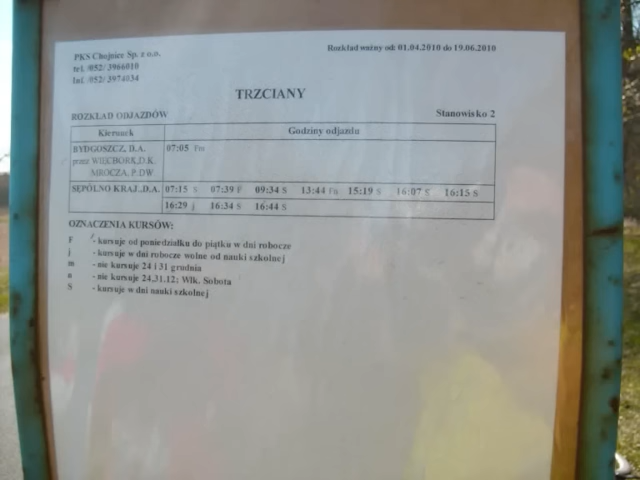 PKS Chojnice Sp. z o.o.
tel. /052/ 3966010
Inf. /052/ 3974034
Rozkład ważny od: 01.04.2010 do 19.06.2010
TRZCIANY
ROZKŁAD ODJAZDÓW
Stanowisko 2
Kierunek Godziny odjazdu
BYDGOSZCZ, D.A. 07:05 Fm
przez WIĘCBORK,D.K.
MROCZA, P.DW
SĘPÓLNO KRAJ.,D.A. 07:15 S 07:39 F 09:34 S 13:44 Fn 15:19 S 16:07 S 16:15 S
16:29 j 16:34 S 16:44 S
OZNACZENIA KURSÓW:
F - kursuje od poniedziałku do piątku w dni robocze
j - kursuje w dni robocze wolne od nauki szkolnej
m - nie kursuje 24 i 31 grudnia
n - nie kursuje 24,31.12; Wlk. Sobota
S - kursuje w dni nauki szkolnej